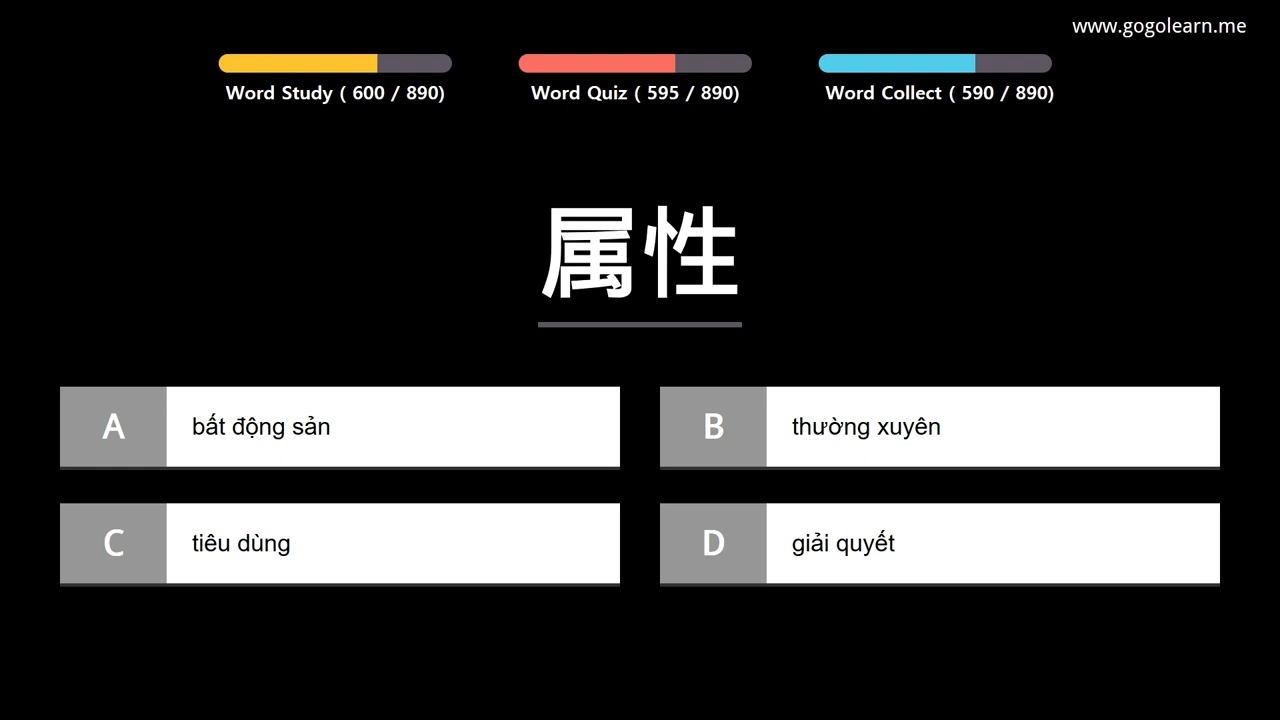 www.gogolearn.me
Word Study ( 600 / 890)
Word Quiz ( 595 / 890)
Word Collect ( 590 / 890)
属性
A bất động sản
B thường xuyên
C tiêu dùng
D giải quyết